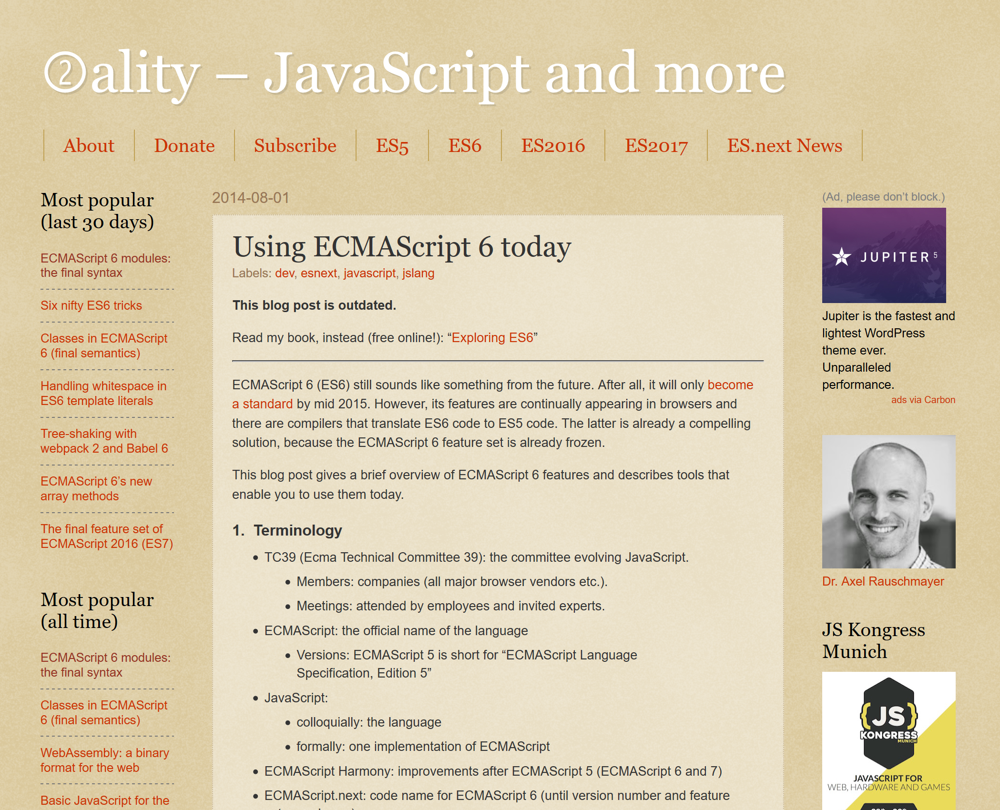 ②ality – JavaScript and more
About
Donate
Subscribe
ES5
ES6
ES2016
ES2017
ES.next News
Most popular
(last 30 days)
ECMAScript 6 modules:
the final syntax
Six nifty ES6 tricks
Classes in ECMAScript
6 (final semantics)
Handling whitespace in
ES6 template literals
Tree-shaking with
webpack 2 and Babel 6
ECMAScript 6’s new
array methods
The final feature set of
ECMAScript 2016 (ES7)
Most popular
(all time)
ECMAScript 6 modules:
the final syntax
Classes in ECMAScript
6 (final semantics)
WebAssembly: a binary
format for the web
Basic JavaScript for the
2014-08-01
Using ECMAScript 6 today
Labels: dev, esnext, javascript, jslang
This blog post is outdated.
Read my book, instead (free online!): “Exploring ES6”
ECMAScript 6 (ES6) still sounds like something from the future. After all, it will only become
a standard by mid 2015. However, its features are continually appearing in browsers and
there are compilers that translate ES6 code to ES5 code. The latter is already a compelling
solution, because the ECMAScript 6 feature set is already frozen.
This blog post gives a brief overview of ECMAScript 6 features and describes tools that
enable you to use them today.
1. Terminology
• TC39 (Ecma Technical Committee 39): the committee evolving JavaScript.
• Members: companies (all major browser vendors etc.).
• Meetings: attended by employees and invited experts.
• ECMAScript: the official name of the language
• Versions: ECMAScript 5 is short for “ECMAScript Language
Specification, Edition 5”
• JavaScript:
• colloquially: the language
• formally: one implementation of ECMAScript
• ECMAScript Harmony: improvements after ECMAScript 5 (ECMAScript 6 and 7)
• ECMAScript.next: code name for ECMAScript 6 (until version number and feature
(Ad, please don’t block.)
JUPITER 5
Jupiter is the fastest and
lightest WordPress
theme ever.
Unparalleled
performance.
ads via Carbon
Dr. Axel Rauschmayer
JS Kongress
Munich
{JS}
KONGRESS
MUNICH
JAVASCRIPT FOR
WEB, HARDWARE AND GAMES